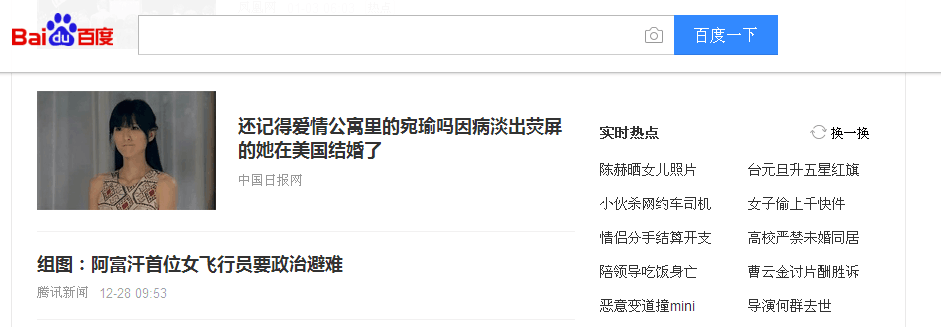 Bai du 百度
百度一下
还记得爱情公寓里的宛瑜吗因病淡出荧屏
的她在美国结婚了
中国日报网
组图：阿富汗首位女飞行员要政治避难
腾讯新闻 12-28 09:53
实时热点 换一换
陈赫晒女儿照片 台元旦升五星红旗
小伙杀网约车司机 女子偷上千快件
情侣分手结算开支 高校严禁未婚同居
陪领导吃饭身亡 曹云金讨片酬胜诉
恶意变道撞mini 导演何群去世